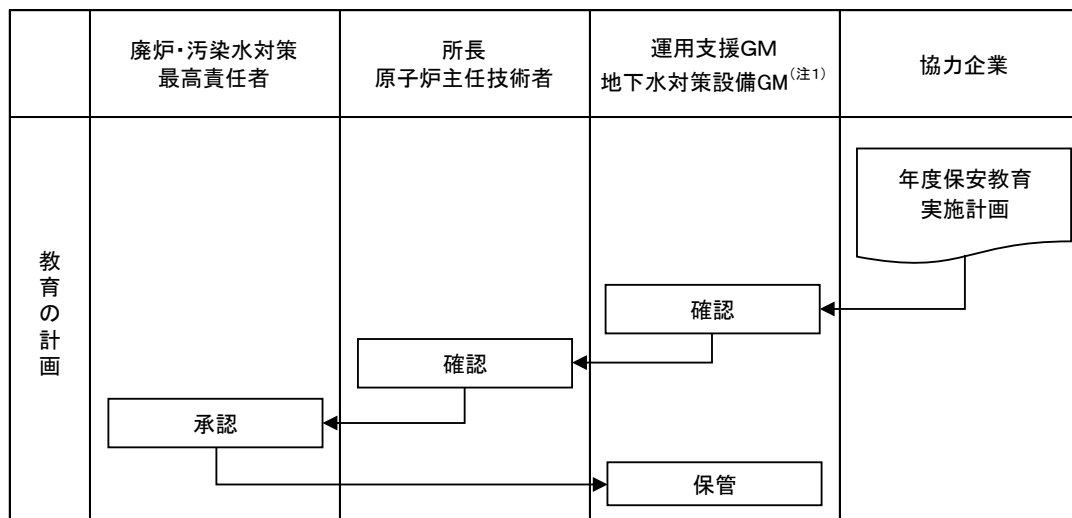 廃炉・汚染水対策
最高責任者
所長
原子炉主任技術者
運用支援GM
地下水対策設備GM(注1)
協力企業
教育の計画
年度保安教育
実施計画
確認
確認
承認
保管